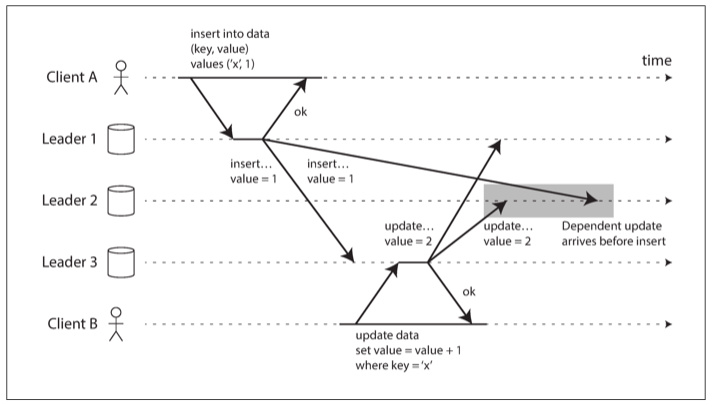 insert into data
(key, value)
values (‘x’, 1)
time
Client A
ok
Leader 1
insert…
value = 1
insert…
value = 1
Leader 2
update…
value = 2
update…
value = 2
Dependent update
arrives before insert
Leader 3
ok
Client B
update data
set value = value + 1
where key = ‘x’